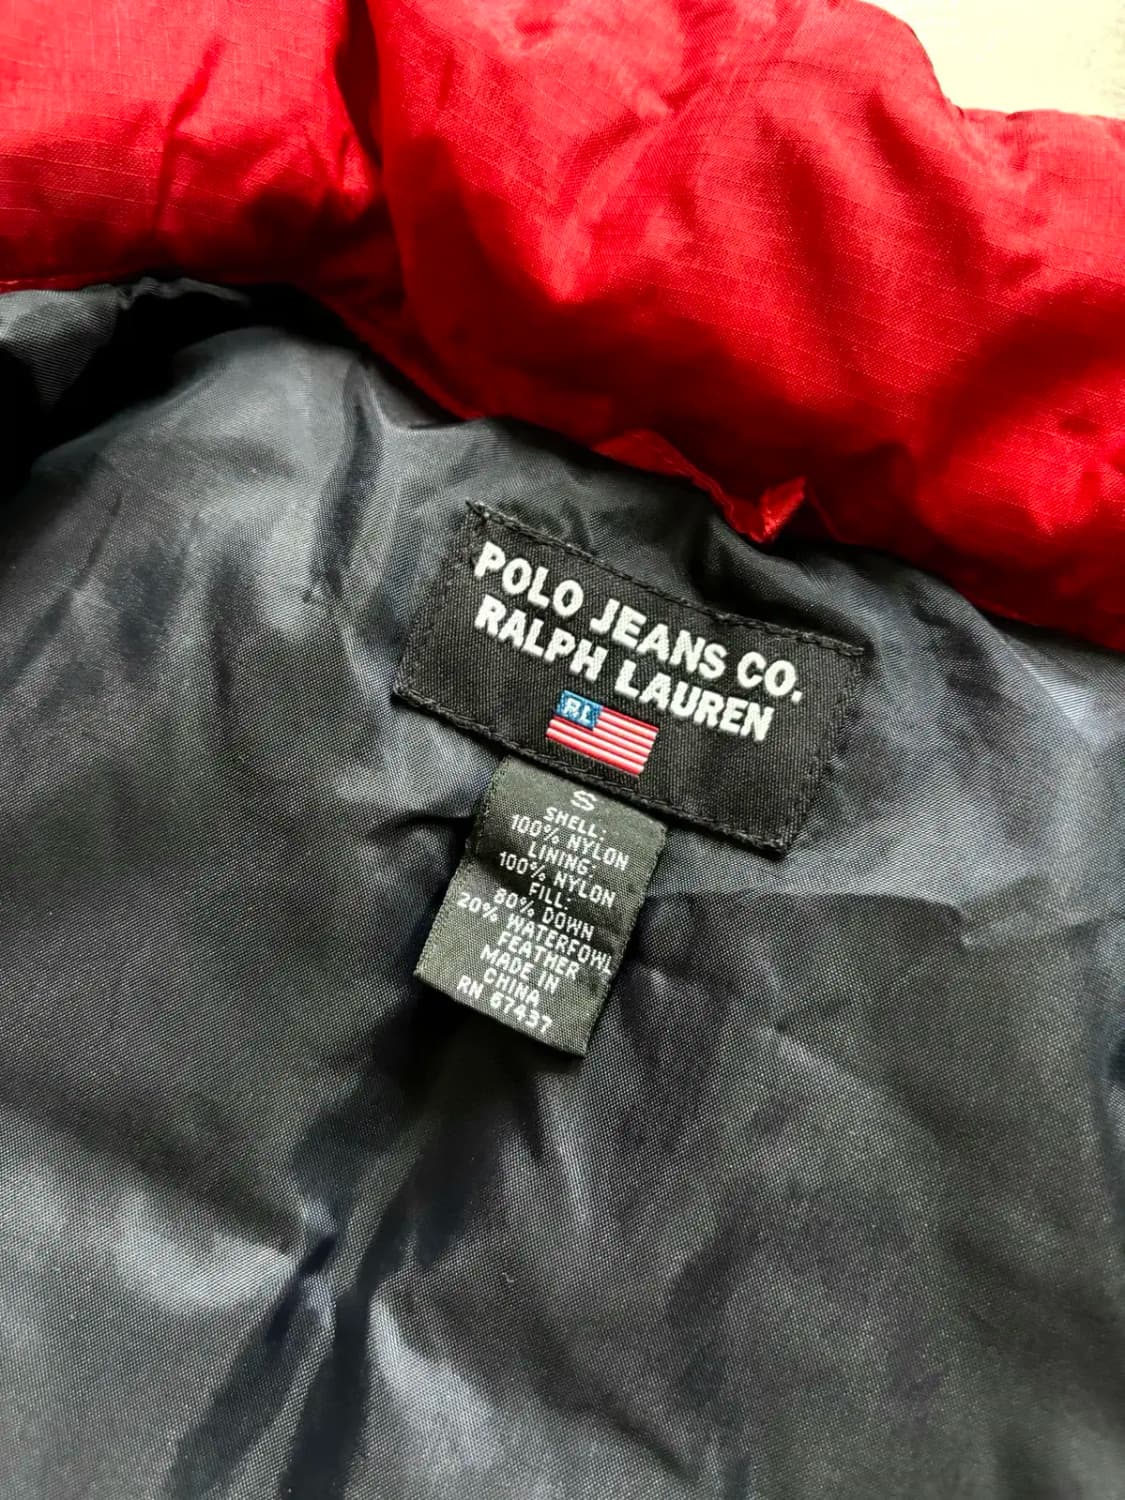 POLO JEANS CO.
RALPH LAUREN
RL
S
SHELL:
100% NYLON
LINING:
100% NYLON
FILL:
80% DOWN
20% WATERFOWL
FEATHER
MADE IN
CHINA
RN 67437